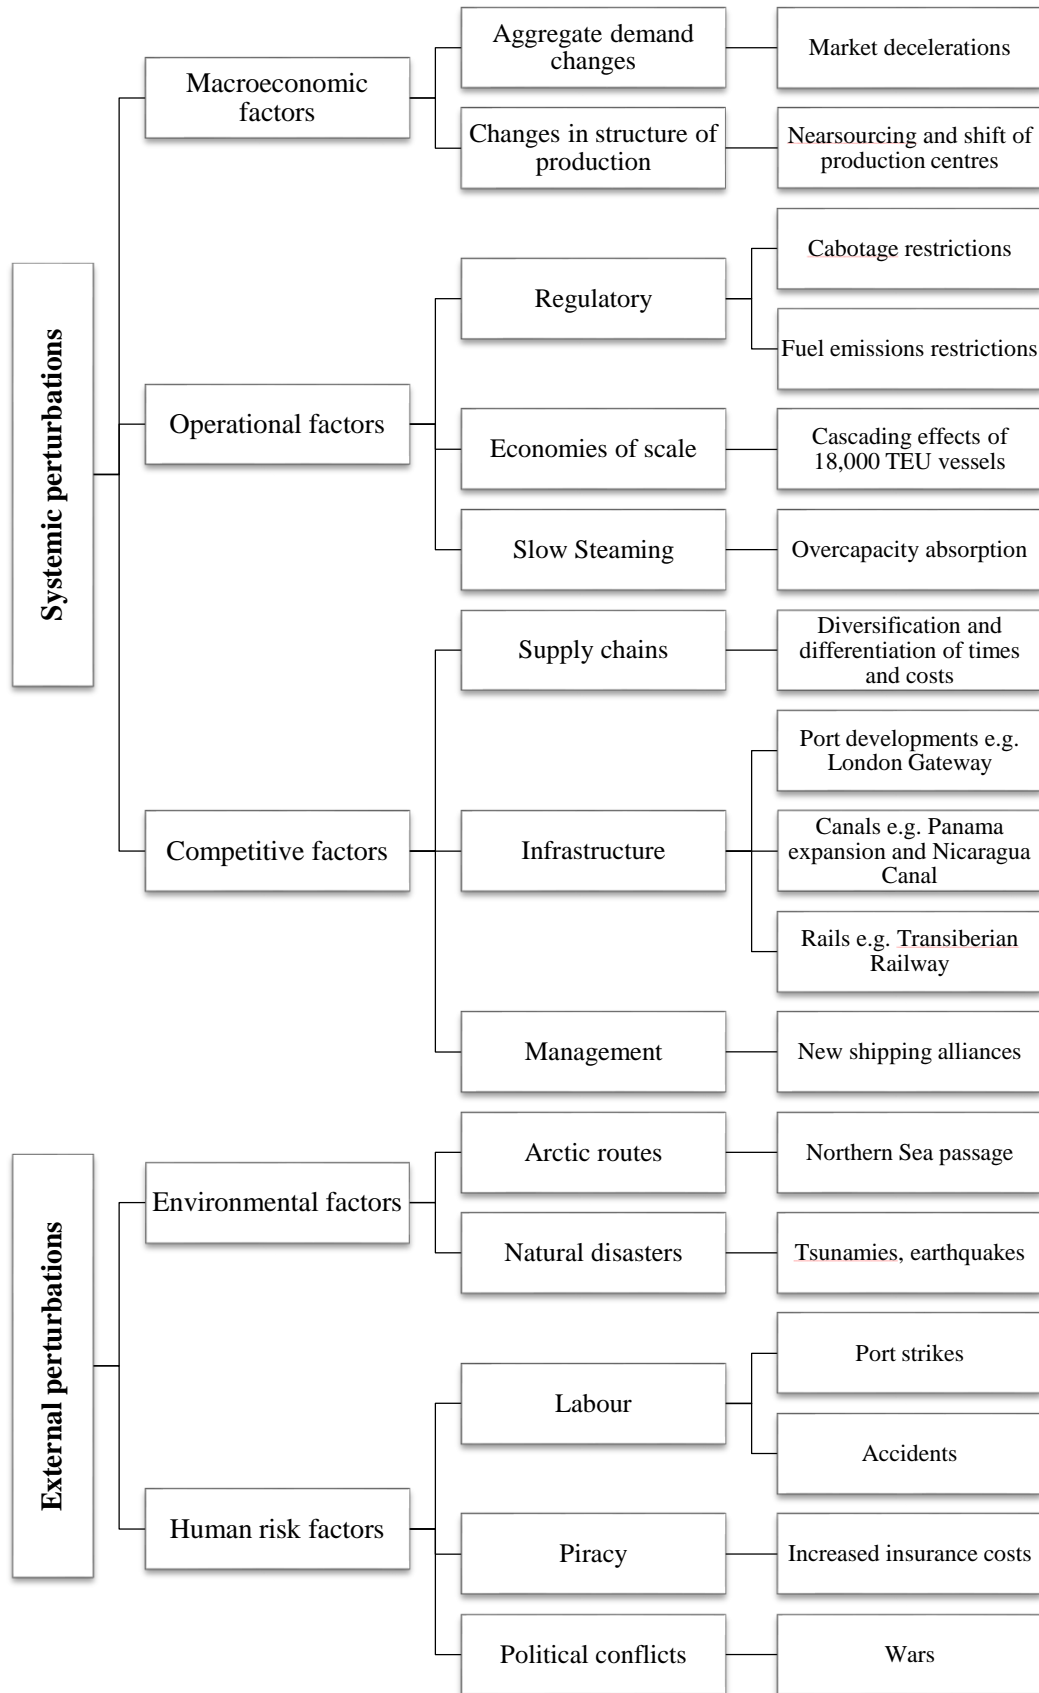 Systemic perturbations
Macroeconomic
factors
Aggregate demand
changes
Market decelerations
Changes in structure of
production
Nearsourcing and shift of
production centres
Operational factors
Regulatory
Cabotage restrictions
Fuel emissions restrictions
Economies of scale
Cascading effects of
18,000 TEU vessels
Slow Steaming
Overcapacity absorption
Competitive factors
Supply chains
Diversification and
differentiation of times
and costs
Infrastructure
Port developments e.g.
London Gateway
Canals e.g. Panama
expansion and Nicaragua
Canal
Rails e.g. Transiberian
Railway
Management
New shipping alliances
External perturbations
Environmental factors
Arctic routes
Northern Sea passage
Natural disasters
Tsunamies, earthquakes
Human risk factors
Labour
Port strikes
Accidents
Piracy
Increased insurance costs
Political conflicts
Wars